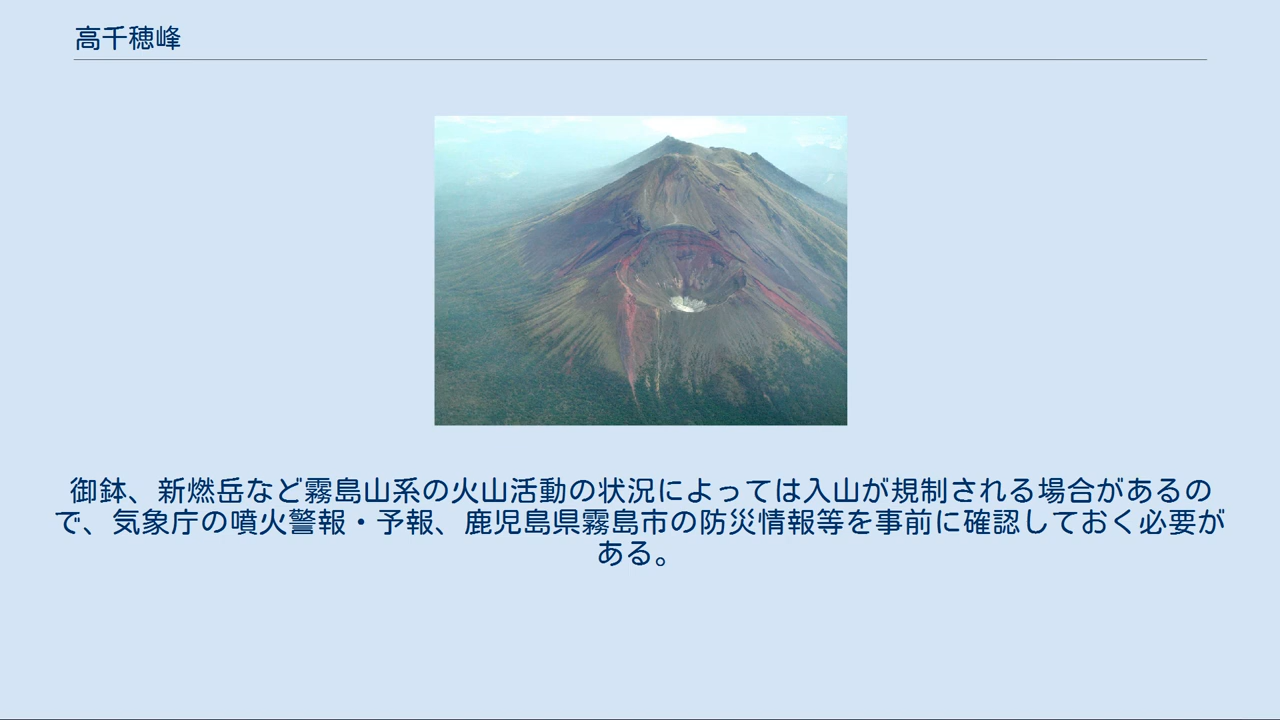 高千穂峰
御鉢、新燃岳など霧島山系の火山活動の状況によっては入山が規制される場合があるの
で、気象庁の噴火警報・予報、鹿児島県霧島市の防災情報等を事前に確認しておく必要が
ある。